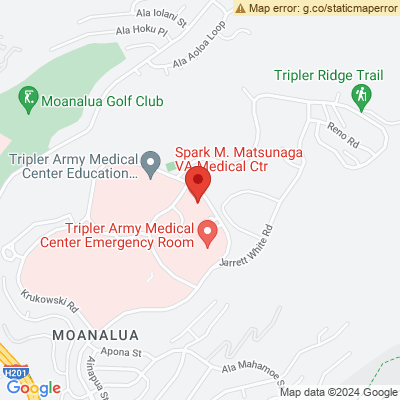 Map error: g.co/staticmaperror
Ala Iolani St
Ala Hoku Pl
Ala Aoloa Loop
Tripler Ridge Trail
Moanalua Golf Club
Reno Rd
Tripler Army Medical
Center Education
...
Spark M. Matsunaga
VA Medical Ctr
Tripler Army Medical
Center Emergency Room
Jarrett White Rd
Krukowski Rd
MOANALUA
Apona St
Ala Mahamoe S
Ainapua St
H201
Google
Map data ©2024 Google